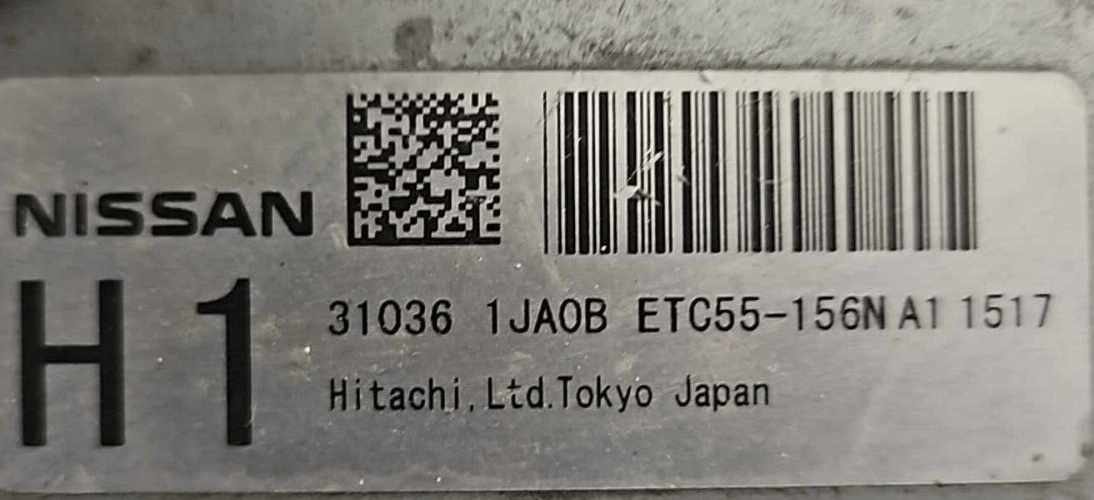 NISSAN
H1
31036 1JA0B ETC55-156N A1 1517
Hitachi, Ltd.Tokyo Japan